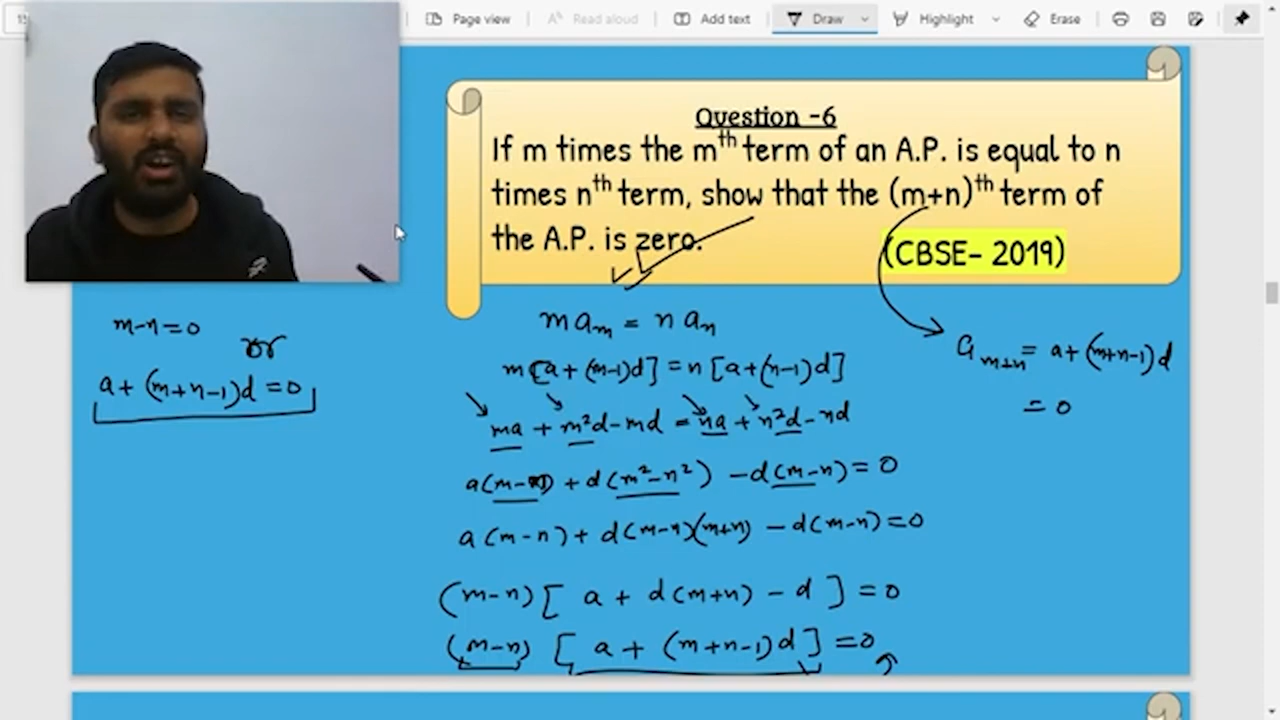 Page view
Read aloud
Add text
Draw
Highlight
Erase
Question -6
If m times the mth term of an A.P. is equal to n
times nth term, show that the (m+n)th term of
the A.P. is zero.
(CBSE- 2019)
m-n=0
or
a+(m+n-1)d=0
m am = n an
m[a+(m-1)d]=n[a+(n-1)d]
ma + m²d-md = na + n²d-nd
a(m-n) + d(m²-n²) -d(m-n)=0
a(m-n)+ d(m-n)(m+n) -d(m-n)=0
(m-n)[ a + d(m+n) - d ] =0
(m-n) [ a + (m+n-1)d] =0
am+n = a+(m+n-1)d
= 0